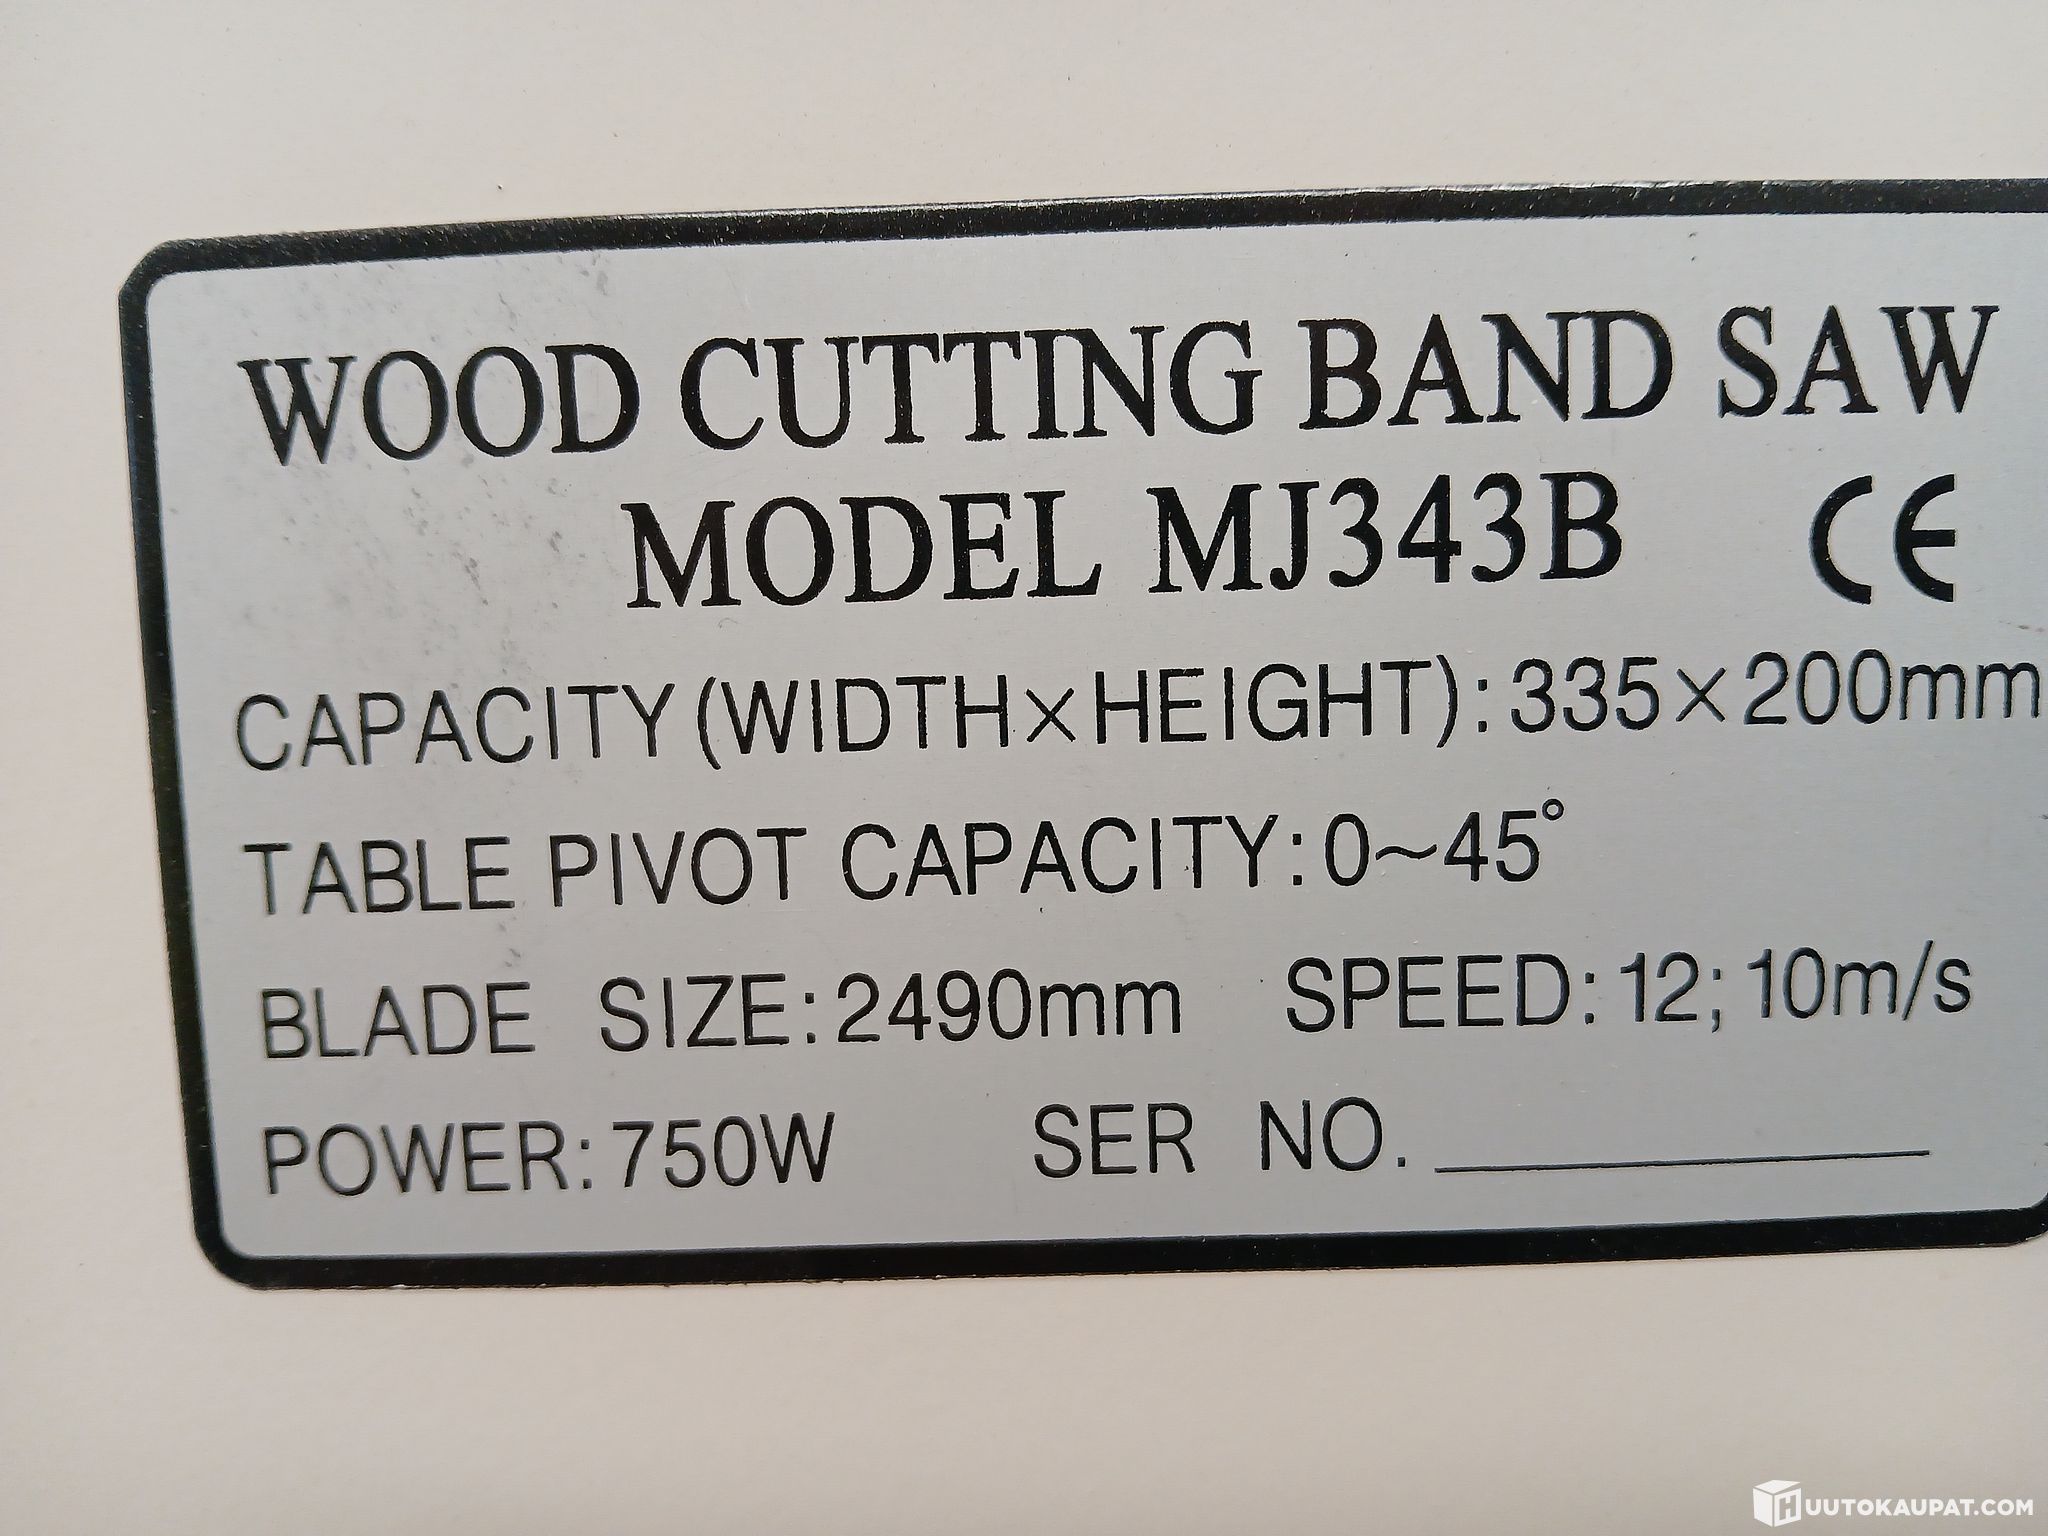 WOOD CUTTING BAND SAW
MODEL MJ343B CE
CAPACITY (WIDTH×HEIGHT): 335×200mm
TABLE PIVOT CAPACITY: 0~45°
BLADE SIZE: 2490mm SPEED: 12; 10m/s
POWER: 750W SER NO. 
HUUTOKAUPAT.COM